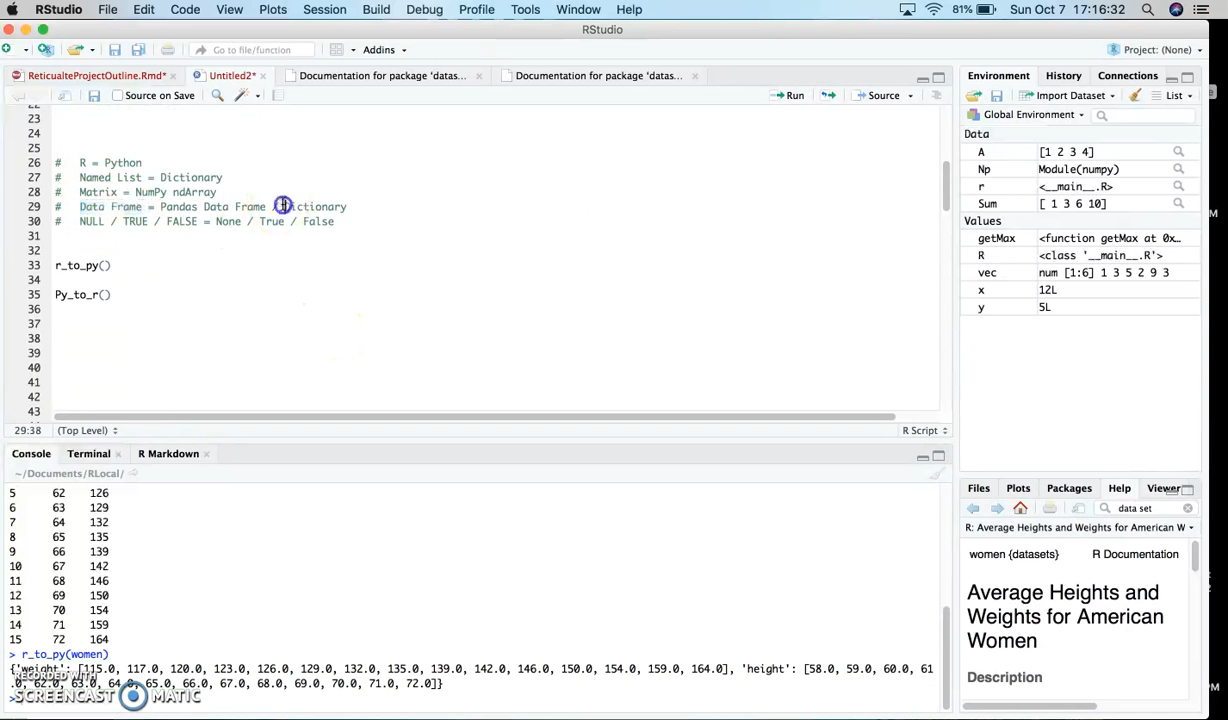 RStudio File Edit Code View Plots Session Build Debug Profile Tools Window Help 81% Sun Oct 7 17:16:32
RStudio
Go to file/function Addins Project: (None)
ReticualteProjectOutline.Rmd* Untitled2* Documentation for package 'datas... Documentation for package 'datas...
Source on Save Run Source
22
23
24
25
26 # R = Python
27 # Named List = Dictionary
28 # Matrix = NumPy ndArray
29 # Data Frame = Pandas Data Frame / Dictionary
30 # NULL / TRUE / FALSE = None / True / False
31
32
33 r_to_py()
34
35 Py_to_r()
36
37
38
39
40
41
42
43
29:38 (Top Level) R Script
Console Terminal R Markdown
~/Documents/RLocal/
5 62 126
6 63 129
7 64 132
8 65 135
9 66 139
10 67 142
11 68 146
12 69 150
13 70 154
14 71 159
15 72 164
> r_to_py(women)
{'weight': [115.0, 117.0, 120.0, 123.0, 126.0, 129.0, 132.0, 135.0, 139.0, 142.0, 146.0, 150.0, 154.0, 159.0, 164.0], 'height': [58.0, 59.0, 60.0, 61
.0, 62.0, 63.0, 64.0, 65.0, 66.0, 67.0, 68.0, 69.0, 70.0, 71.0, 72.0]}
>
RECORDED WITH
SCREENCAST MATIC
Environment History Connections
Import Dataset List
Global Environment
Data
A [1 2 3 4]
Np Module(numpy)
r <__main__.R>
Sum [ 1 3 6 10]
Values
getMax <function getMax at 0x…
R <class '__main__.R'>
vec num [1:6] 1 3 5 2 9 3
x 12L
y 5L
Files Plots Packages Help Viewer
data set
R: Average Heights and Weights for American W
women {datasets} R Documentation
Average Heights and
Weights for American
Women
Description